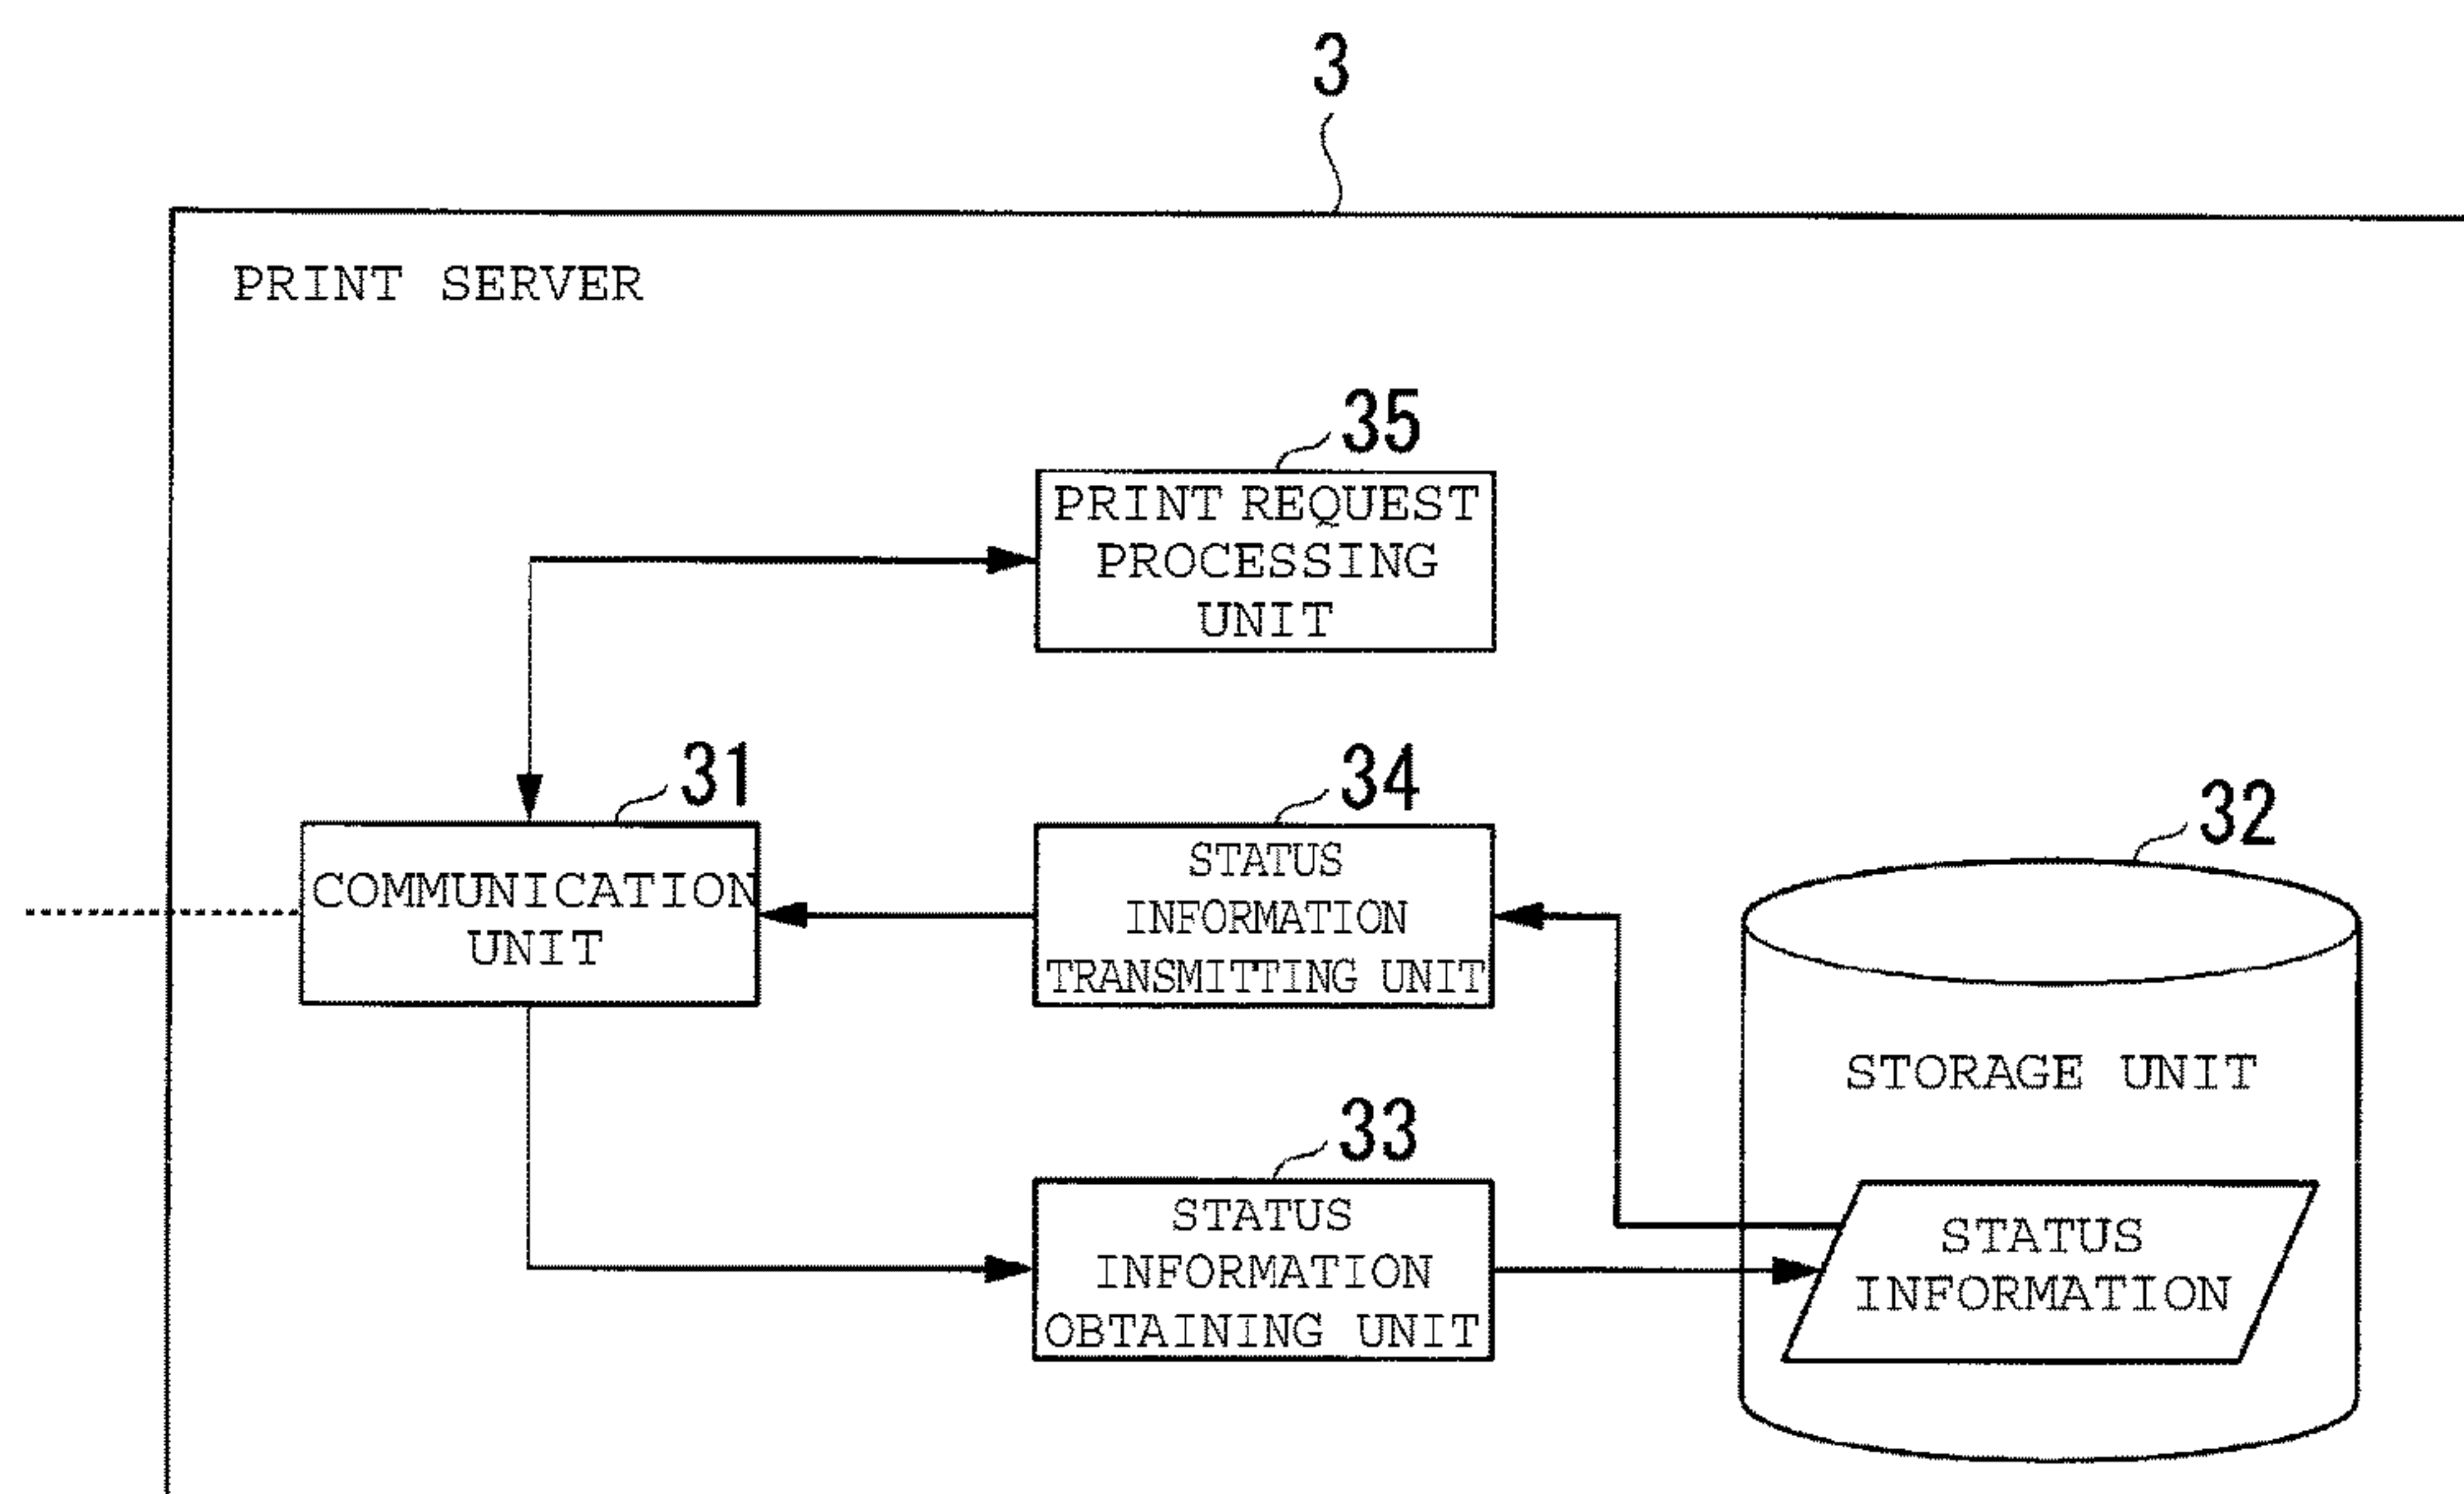 3
PRINT SERVER
35
PRINT REQUEST
PROCESSING
UNIT
31
COMMUNICATION
UNIT
34
STATUS
INFORMATION
TRANSMITTING UNIT
32
STORAGE UNIT
33
STATUS
INFORMATION
OBTAINING UNIT
STATUS
INFORMATION